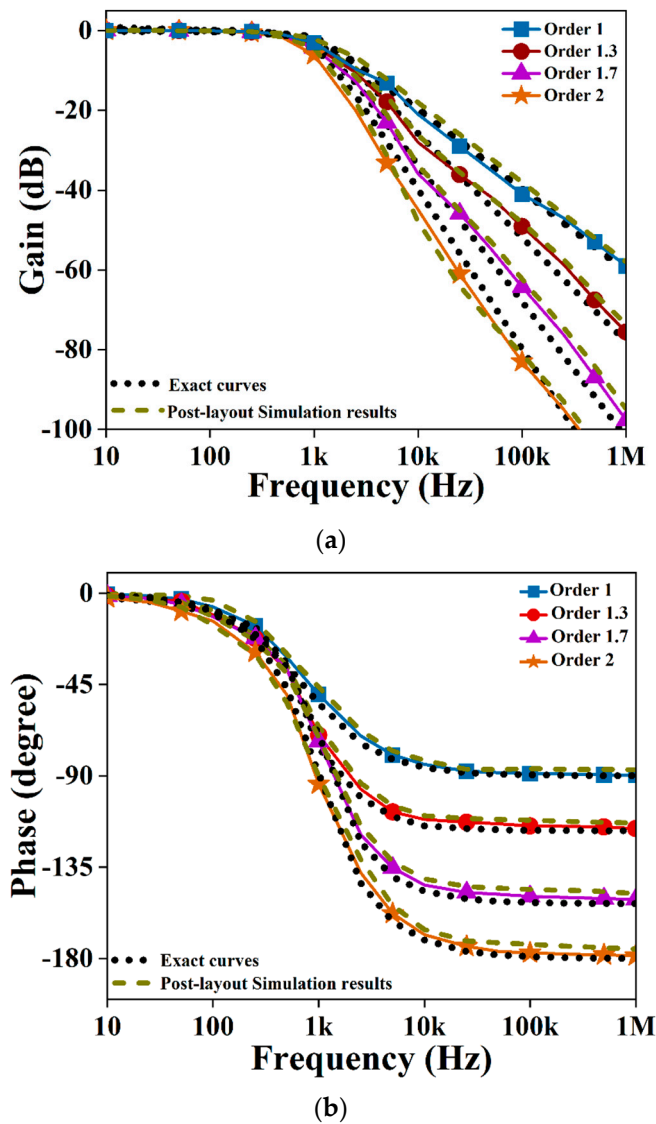 0
-20
-40
-60
-80
-100
Gain (dB)
Order 1
Order 1.3
Order 1.7
Order 2
Exact curves
Post-layout Simulation results
10 100 1k 10k 100k 1M
Frequency (Hz)
(a)
0
-45
-90
-135
-180
Phase (degree)
Order 1
Order 1.3
Order 1.7
Order 2
Exact curves
Post-layout Simulation results
10 100 1k 10k 100k 1M
Frequency (Hz)
(b)